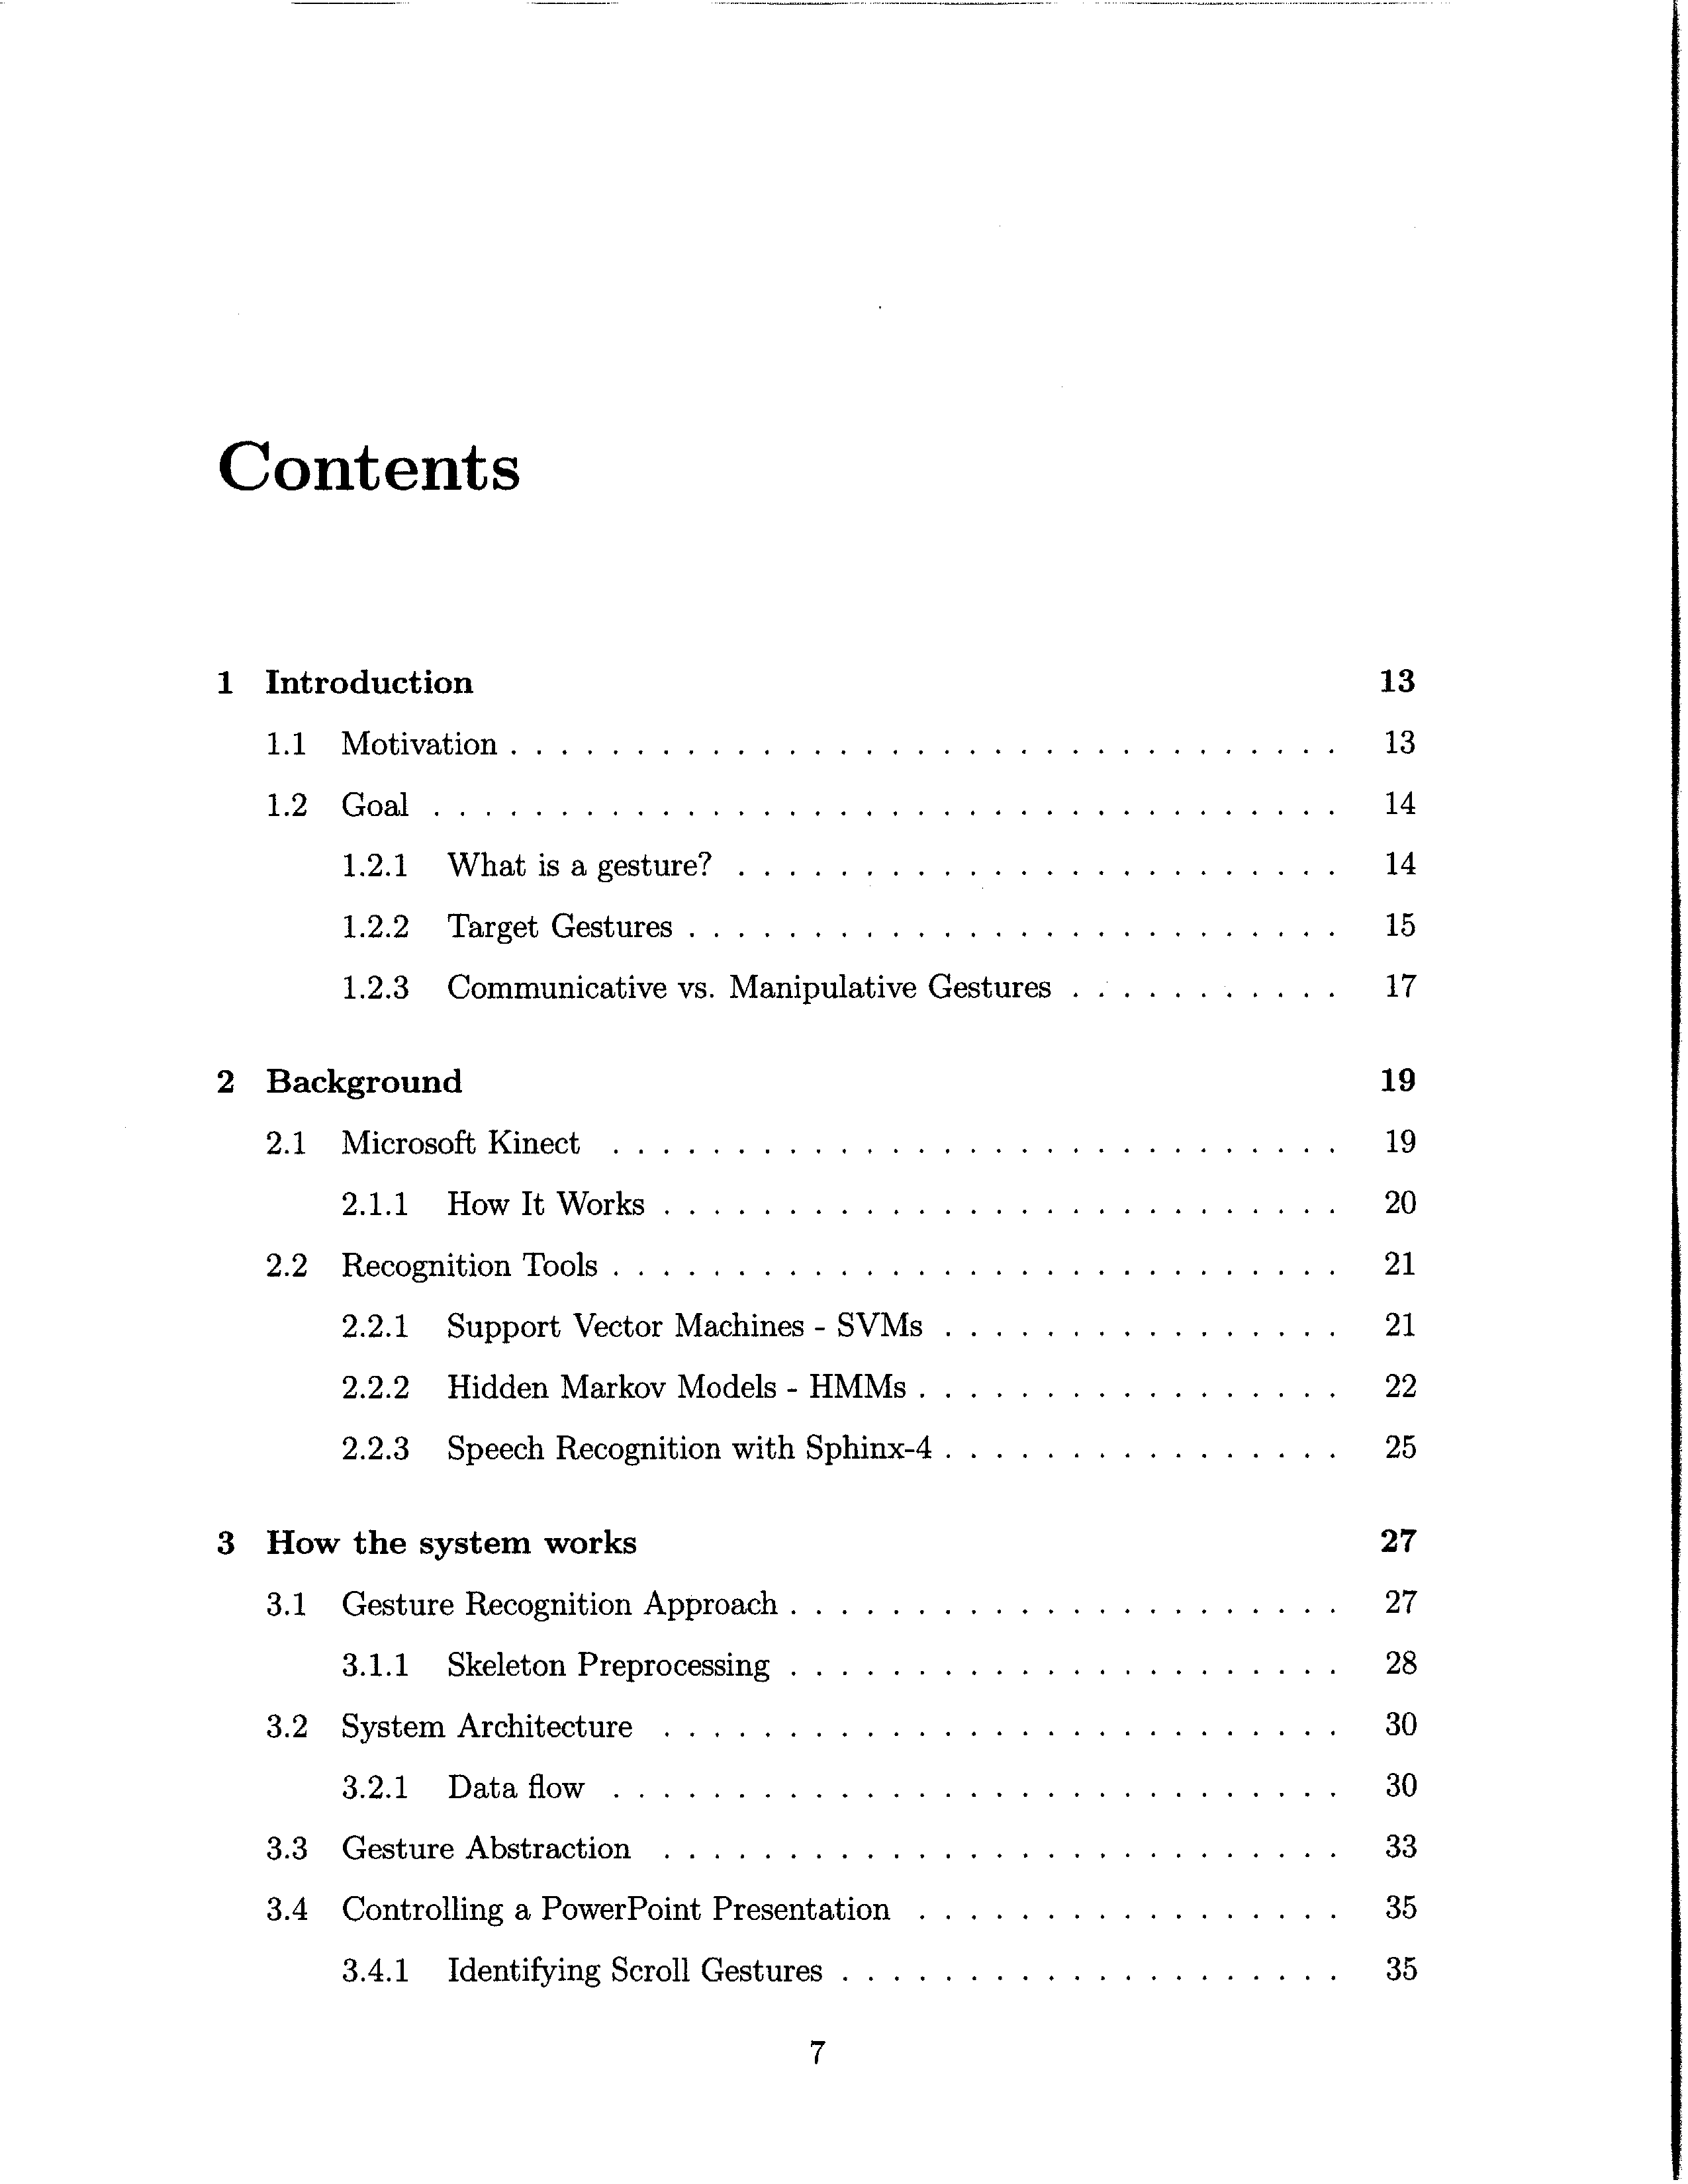 Contents
1 Introduction 13
1.1 Motivation . . . . . . . . . . . . . . . . . . . . . . . . . . . . . . . . . 13
1.2 Goal . . . . . . . . . . . . . . . . . . . . . . . . . . . . . . . . . . . . 14
1.2.1 What is a gesture? . . . . . . . . . . . . . . . . . . . . . . . . 14
1.2.2 Target Gestures . . . . . . . . . . . . . . . . . . . . . . . . . . 15
1.2.3 Communicative vs. Manipulative Gestures . . . . . . . . . . . 17
2 Background 19
2.1 Microsoft Kinect . . . . . . . . . . . . . . . . . . . . . . . . . . . . . 19
2.1.1 How It Works . . . . . . . . . . . . . . . . . . . . . . . . . . . 20
2.2 Recognition Tools . . . . . . . . . . . . . . . . . . . . . . . . . . . . . 21
2.2.1 Support Vector Machines - SVMs . . . . . . . . . . . . . . . . 21
2.2.2 Hidden Markov Models - HMMs . . . . . . . . . . . . . . . . . 22
2.2.3 Speech Recognition with Sphinx-4 . . . . . . . . . . . . . . . . 25
3 How the system works 27
3.1 Gesture Recognition Approach . . . . . . . . . . . . . . . . . . . . . . 27
3.1.1 Skeleton Preprocessing . . . . . . . . . . . . . . . . . . . . . . 28
3.2 System Architecture . . . . . . . . . . . . . . . . . . . . . . . . . . . 30
3.2.1 Data flow . . . . . . . . . . . . . . . . . . . . . . . . . . . . . 30
3.3 Gesture Abstraction . . . . . . . . . . . . . . . . . . . . . . . . . . . 33
3.4 Controlling a PowerPoint Presentation . . . . . . . . . . . . . . . . . 35
3.4.1 Identifying Scroll Gestures . . . . . . . . . . . . . . . . . . . . 35
7